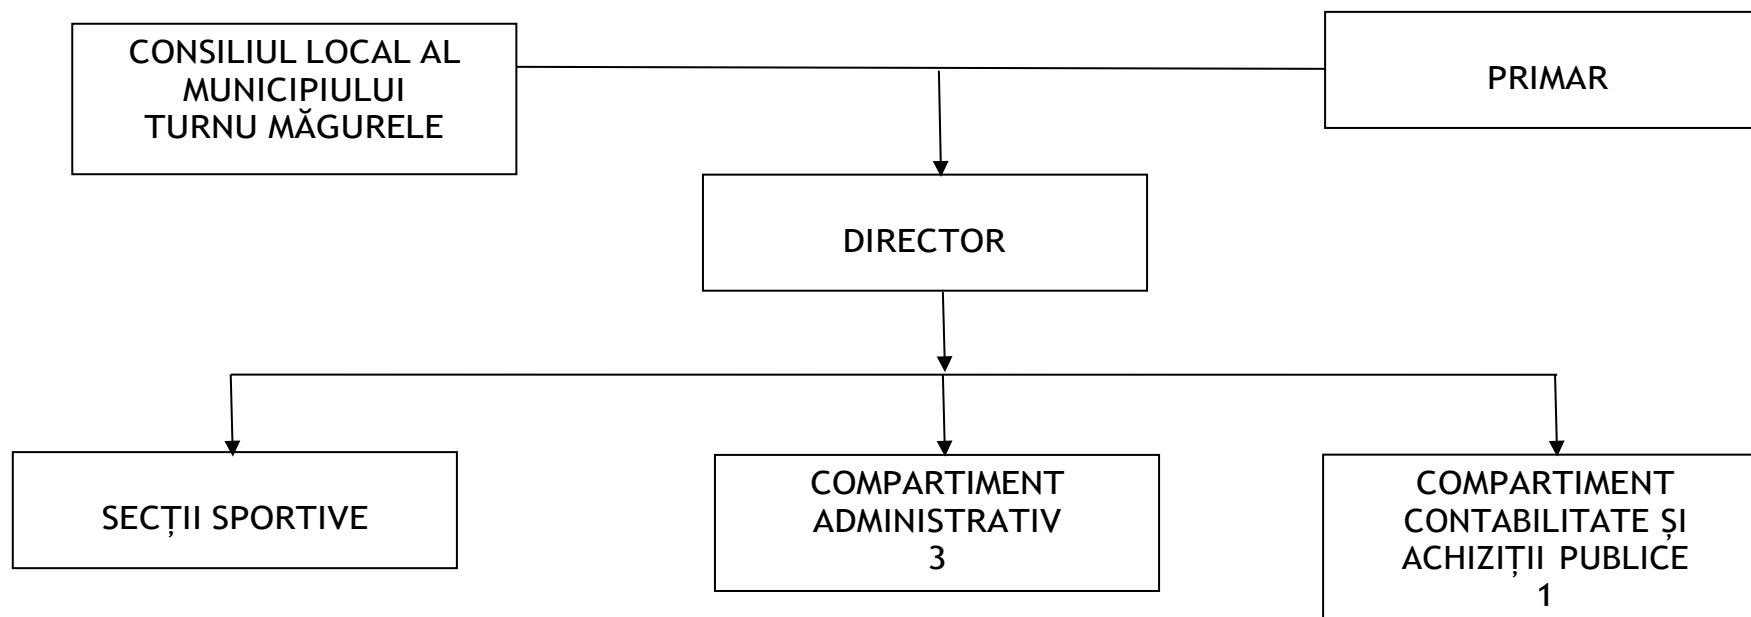 CONSILIUL LOCAL AL
MUNICIPIULUI
TURNU MĂGURELE
PRIMAR
DIRECTOR
SECȚII SPORTIVE
COMPARTIMENT
ADMINISTRATIV
3
COMPARTIMENT
CONTABILITATE ȘI
ACHIZIȚII PUBLICE
1